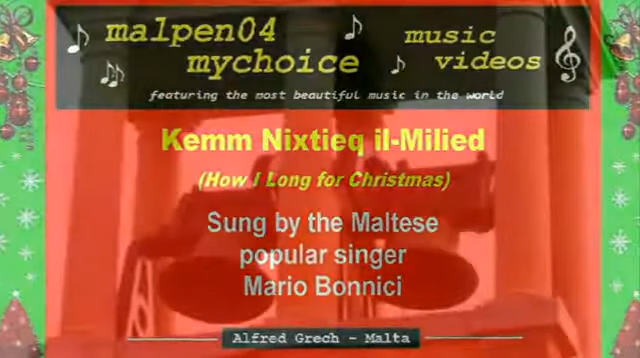 malpen04 music
mychoice videos
featuring the most beautiful music in the world
Kemm Nixtieq il-Milied
(How I Long for Christmas)
Sung by the Maltese
popular singer
Mario Bonnici
Alfred Grech - Malta